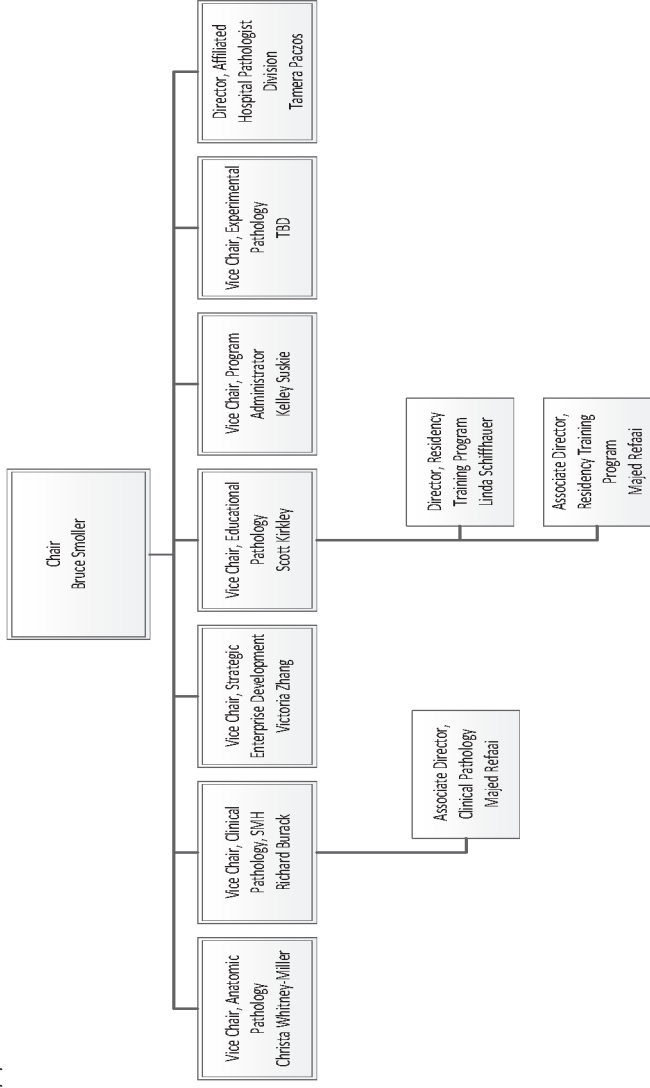 Chair
Bruce Smoller
Vice Chair, Anatomic
Pathology
Christa Whitney-Miller
Vice Chair, Clinical
Pathology, SMH
Richard Burack
Vice Chair, Strategic
Enterprise Development
Victoria Zhang
Vice Chair, Educational
Pathology
Scott Kirkley
Vice Chair, Program
Administrator
Kelley Suskie
Vice Chair, Experimental
Pathology
TBD
Director, Affiliated
Hospital Pathologist
Division
Tamera Paczos
Associate Director,
Clinical Pathology
Majed Refaai
Director, Residency
Training Program
Linda Schiffhauer
Associate Director,
Residency Training
Program
Majed Refaai